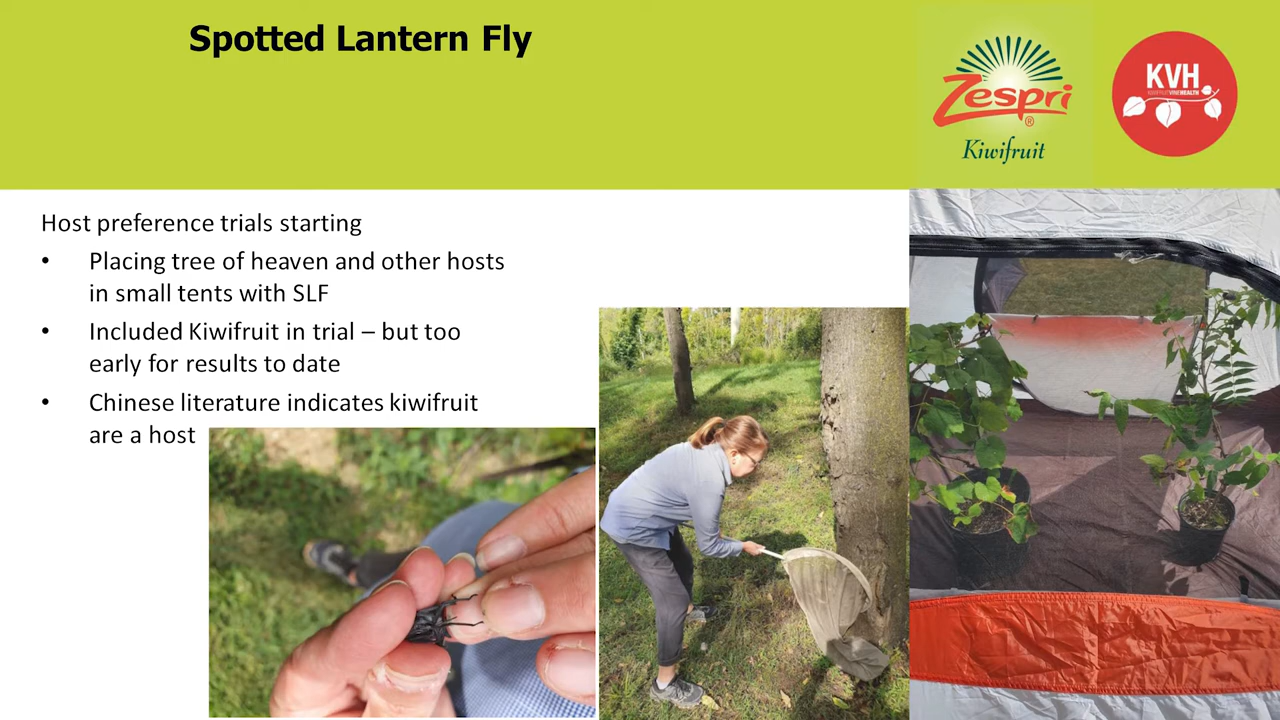 Spotted Lantern Fly
Zespri
®
Kiwifruit
KVH
KIWIFRUITVINEHEALTH
Host preference trials starting
• Placing tree of heaven and other hosts
in small tents with SLF
• Included Kiwifruit in trial – but too
early for results to date
• Chinese literature indicates kiwifruit
are a host